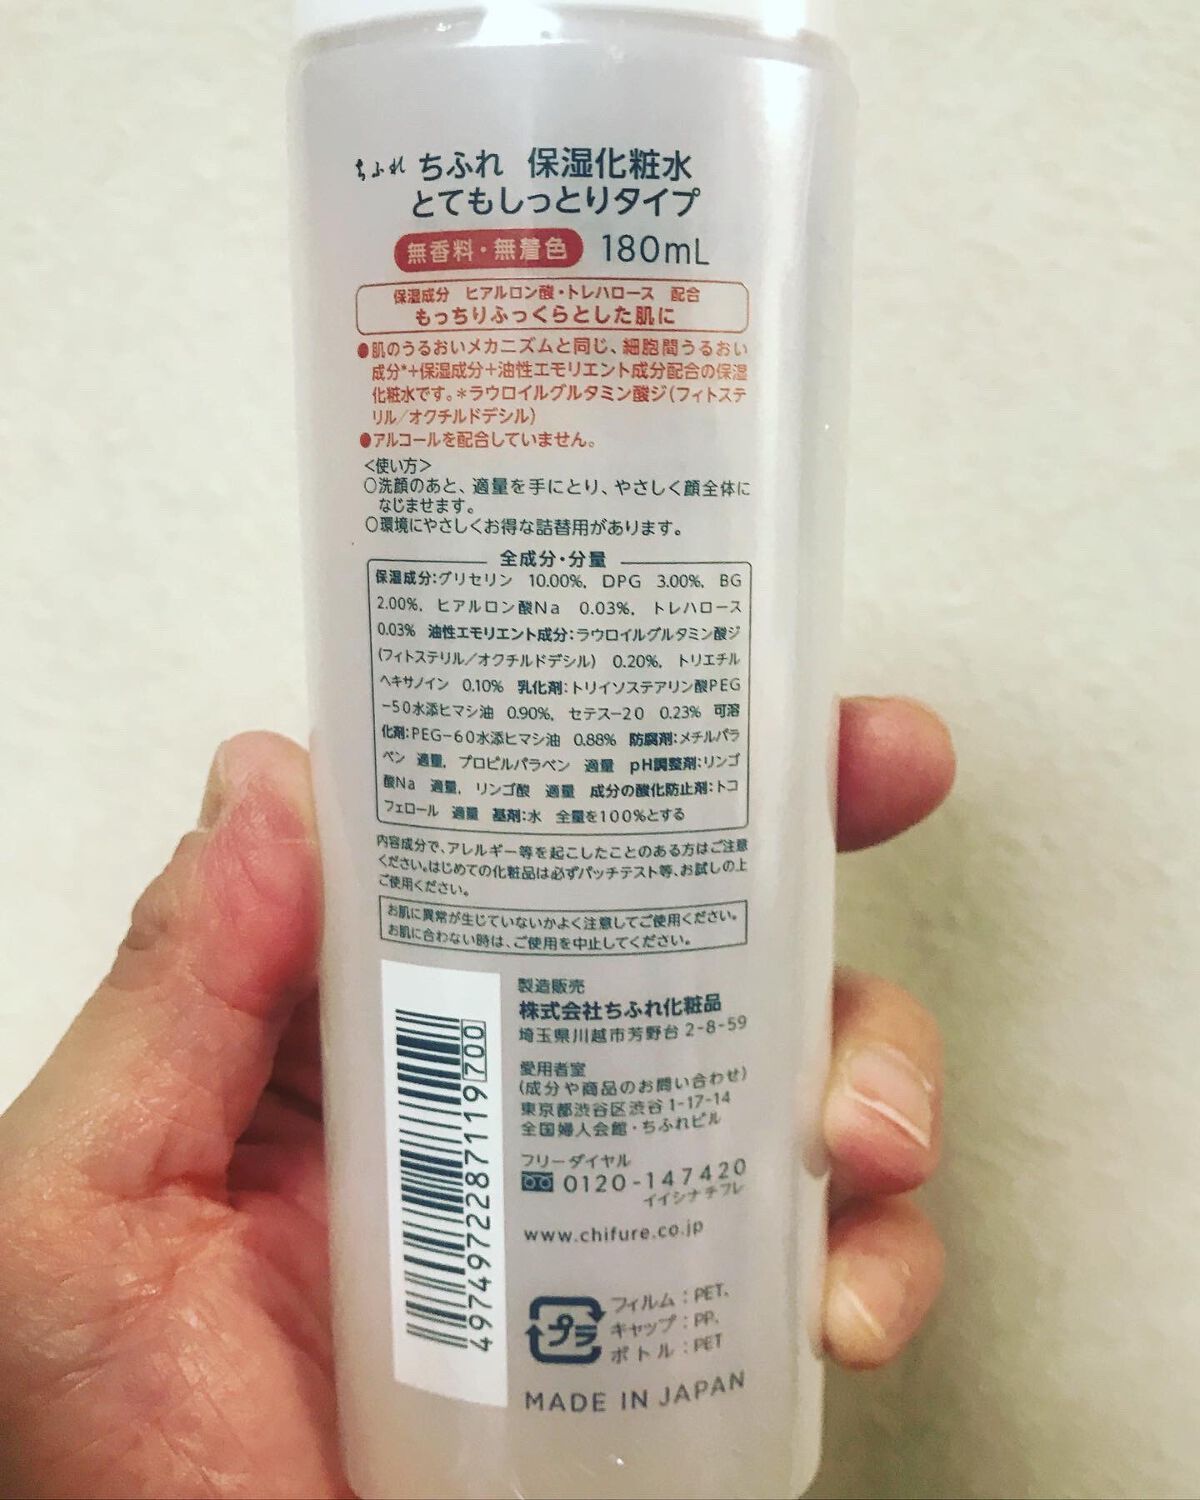 ちふれ ちふれ 保湿化粧水
とてもしっとりタイプ
無香料・無着色 180mL
保湿成分 ヒアルロン酸・トレハロース 配合
もっちりふっくらとした肌に
●肌のうるおいメカニズムと同じ、細胞間うるおい
成分*+保湿成分+油性エモリエント成分配合の保湿
化粧水です。*ラウロイルグルタミン酸ジ(フィトステ
リル/オクチルドデシル)
●アルコールを配合していません。
<使い方>
○洗顔のあと、適量を手にとり、やさしく顔全体に
なじませます。
○環境にやさしくお得な詰替用があります。
全成分・分量
保湿成分:グリセリン 10.00%, DPG 3.00%, BG
2.00%, ヒアルロン酸Na 0.03%, トレハロース
0.03% 油性エモリエント成分:ラウロイルグルタミン酸ジ
(フィトステリル/オクチルドデシル) 0.20%, トリエチル
ヘキサノイン 0.10% 乳化剤:トリイソステアリン酸PEG
-50水添ヒマシ油 0.90%, セテス-20 0.23% 可溶
化剤:PEG-60水添ヒマシ油 0.88% 防腐剤:メチルパラ
ベン 適量, プロピルパラベン 適量 pH調整剤:リンゴ
酸Na 適量, リンゴ酸 適量 成分の酸化防止剤:トコ
フェロール 適量 基剤:水 全量を100%とする
内容成分で、アレルギー等を起こしたことのある方はご注意
ください。はじめての化粧品は必ずパッチテスト等、お試しの上
ご使用ください。
お肌に異常が生じていないかよく注意してご使用ください。
お肌に合わない時は、ご使用を中止してください。
製造販売
株式会社ちふれ化粧品
埼玉県川越市芳野台 2-8-59
愛用者室
(成分や商品のお問い合わせ)
東京都渋谷区渋谷 1-17-14
全国婦人会館・ちふれビル
フリーダイヤル
0120-147420
イイシナチフレ
www.chifure.co.jp
4974972287119700
プラ
フィルム:PET、
キャップ:PP、
ボトル:PET
MADE IN JAPAN